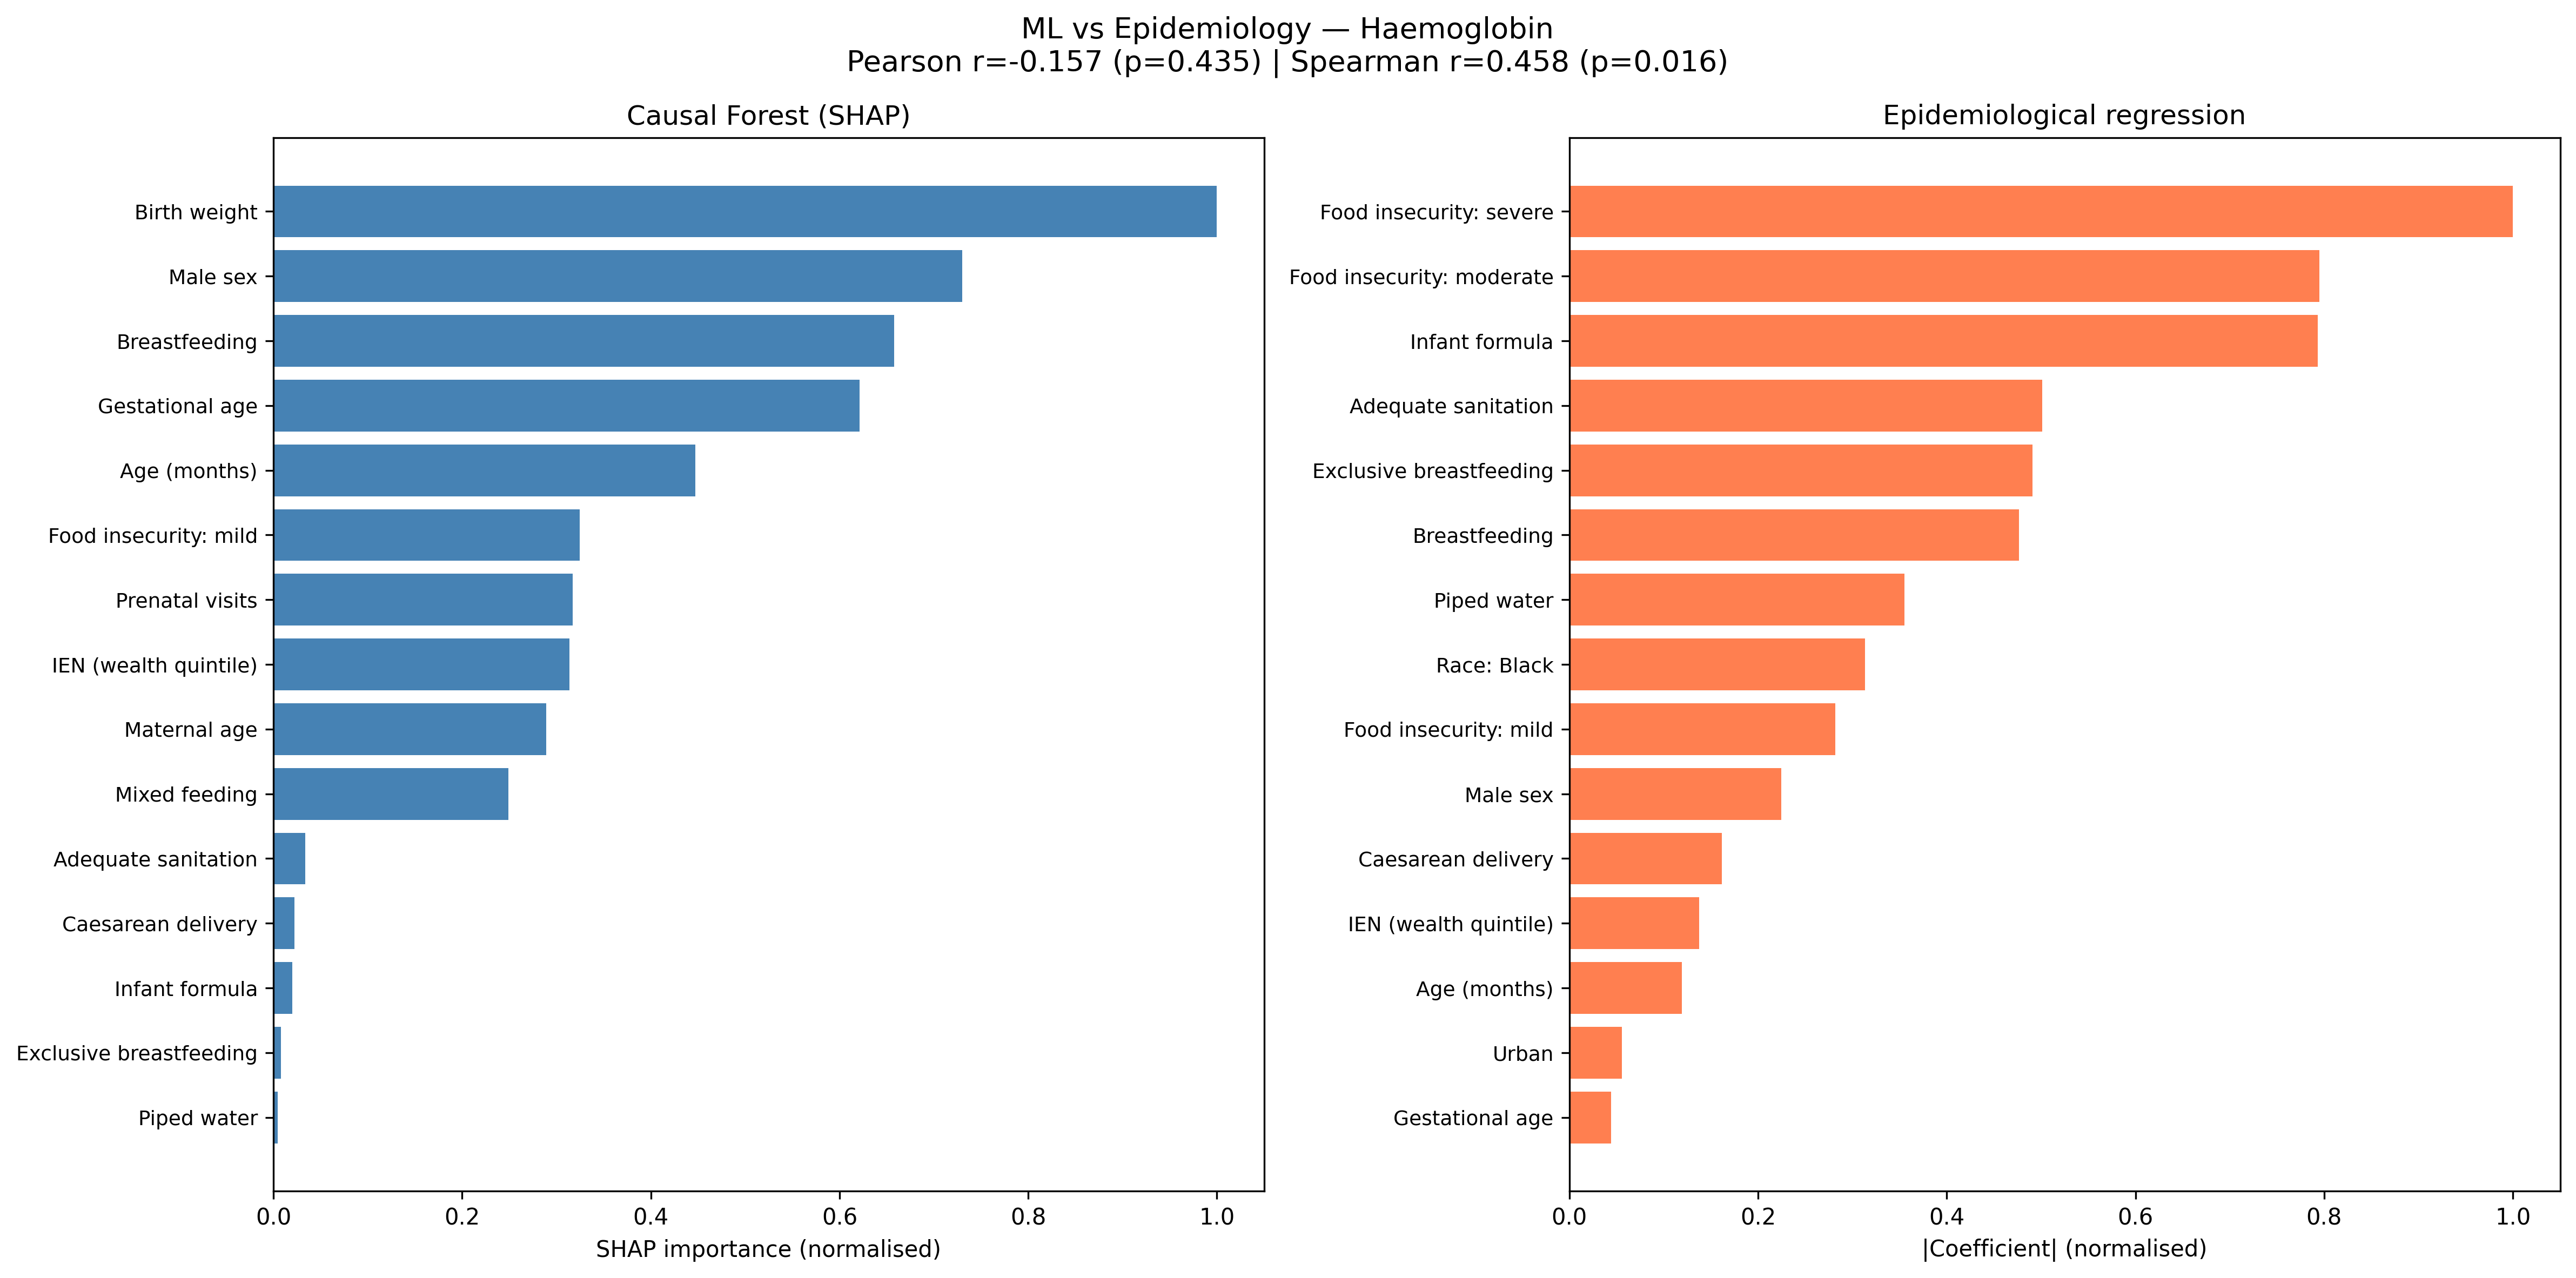 ML vs Epidemiology — Haemoglobin
Pearson r=-0.157 (p=0.435) | Spearman r=0.458 (p=0.016)
Causal Forest (SHAP)
Birth weight
Male sex
Breastfeeding
Gestational age
Age (months)
Food insecurity: mild
Prenatal visits
IEN (wealth quintile)
Maternal age
Mixed feeding
Adequate sanitation
Caesarean delivery
Infant formula
Exclusive breastfeeding
Piped water
0.0 0.2 0.4 0.6 0.8 1.0
SHAP importance (normalised)
Epidemiological regression
Food insecurity: severe
Food insecurity: moderate
Infant formula
Adequate sanitation
Exclusive breastfeeding
Breastfeeding
Piped water
Race: Black
Food insecurity: mild
Male sex
Caesarean delivery
IEN (wealth quintile)
Age (months)
Urban
Gestational age
0.0 0.2 0.4 0.6 0.8 1.0
|Coefficient| (normalised)